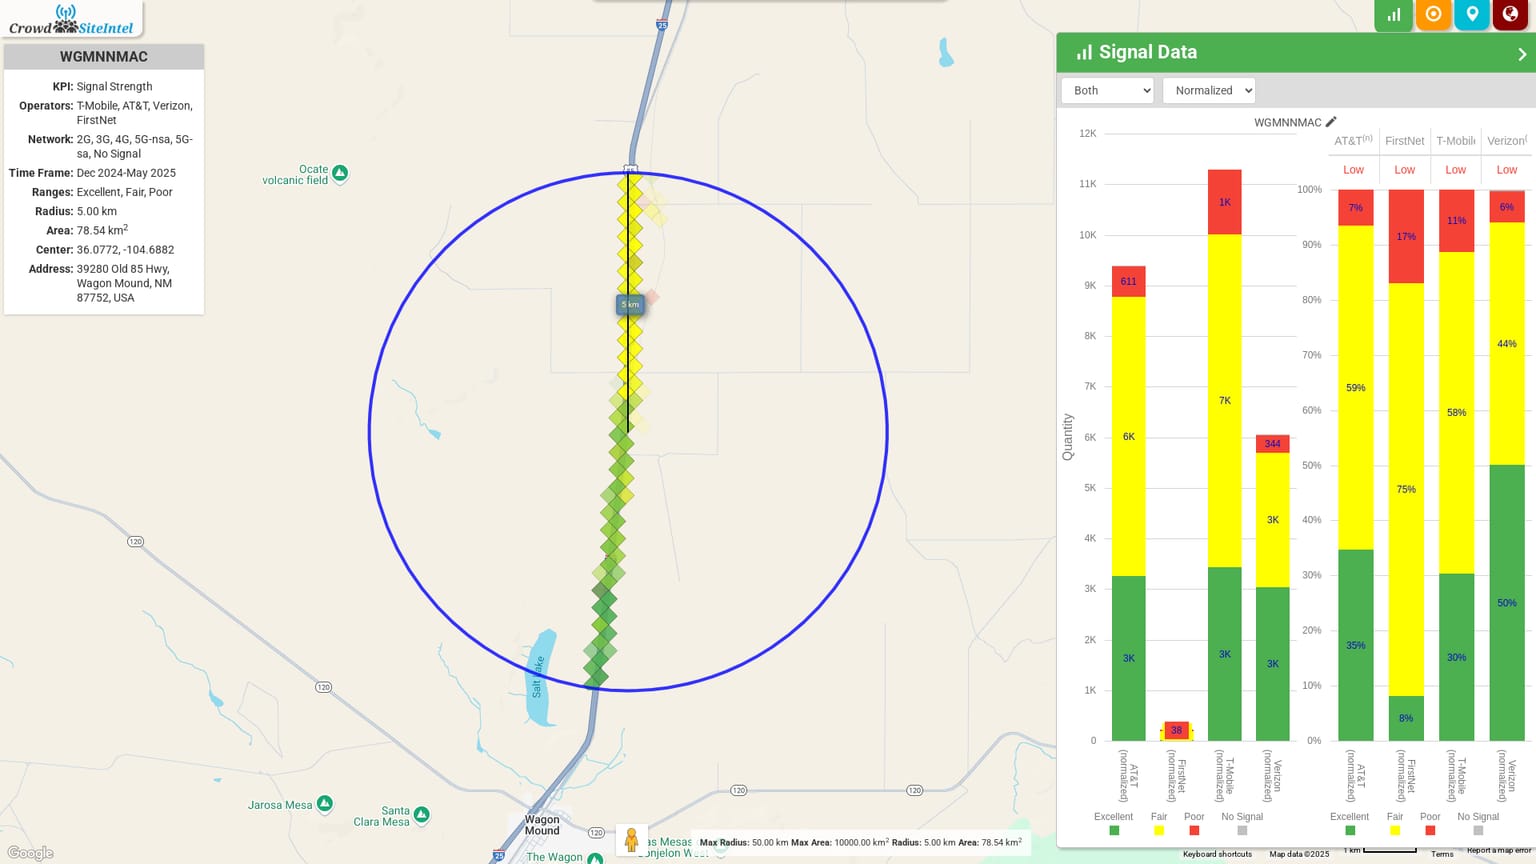 CrowdSiteIntel
WGMNNMAC
KPI: Signal Strength
Operators: T-Mobile, AT&T, Verizon,
FirstNet
Network: 2G, 3G, 4G, 5G-nsa, 5G-
sa, No Signal
Time Frame: Dec 2024-May 2025
Ranges: Excellent, Fair, Poor
Radius: 5.00 km
Area: 78.54 km²
Center: 36.0772, -104.6882
Address: 39280 Old 85 Hwy,
Wagon Mound, NM
87752, USA
25
Ocate
volcanic field
5 km
120
120
Salt Lake
Jarosa Mesa
Santa
Clara Mesa
120
120
Wagon
Mound
120
25
The Wagon
Google
Max Radius: 50.00 km Max Area: 10000.00 km² Radius: 5.00 km Area: 78.54 km²
Keyboard shortcuts
Map data ©2025
1 km
Terms
Report a map error
Signal Data
Both
Normalized
WGMNNMAC
Quantity
12K
11K
10K
9K
8K
7K
6K
5K
4K
3K
2K
1K
0
611
6K
3K
38
1K
7K
3K
344
3K
3K
AT&T
(normalized)
FirstNet
(normalized)
T-Mobile
(normalized)
Verizon
(normalized)
Excellent
Fair
Poor
No Signal
AT&T(n)
FirstNet
T-Mobile
Verizon(
Low
Low
Low
Low
100%
90%
80%
70%
60%
50%
40%
30%
20%
10%
0%
7%
59%
35%
17%
75%
8%
11%
58%
30%
6%
44%
50%
AT&T
(normalized)
FirstNet
(normalized)
T-Mobile
(normalized)
Verizon
(normalized)
Excellent
Fair
Poor
No Signal